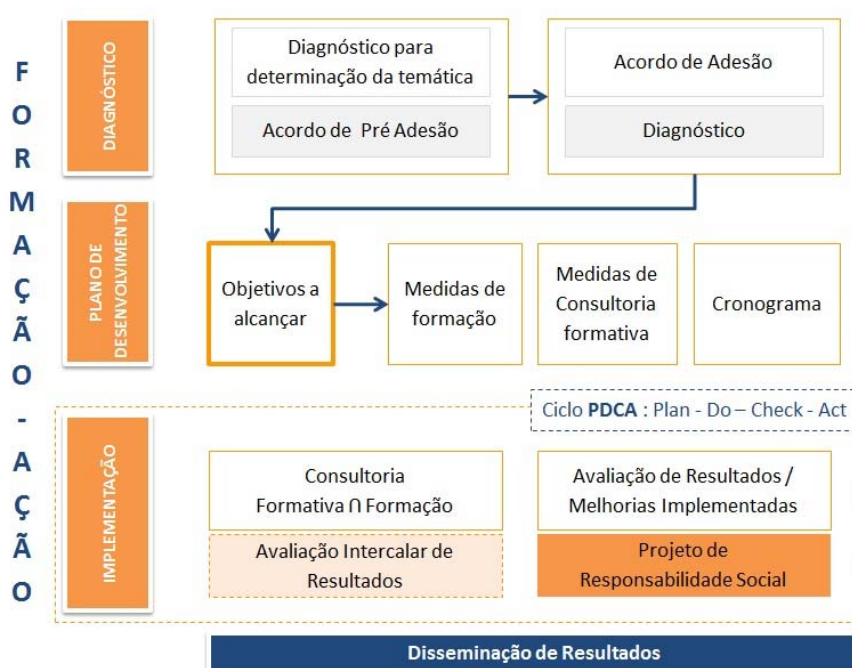 FORMAÇÃO-AÇÃO
DIAGNÓSTICO
Diagnóstico para
determinação da temática
Acordo de Pré Adesão
Acordo de Adesão
Diagnóstico
PLANO DE
DESENVOLVIMENTO
Objetivos a
alcançar
Medidas de
formação
Medidas de
Consultoria
formativa
Cronograma
Ciclo PDCA : Plan - Do – Check - Act
IMPLEMENTAÇÃO
Consultoria
Formativa ∩ Formação
Avaliação Intercalar de
Resultados
Avaliação de Resultados /
Melhorias Implementadas
Projeto de
Responsabilidade Social
Disseminação de Resultados